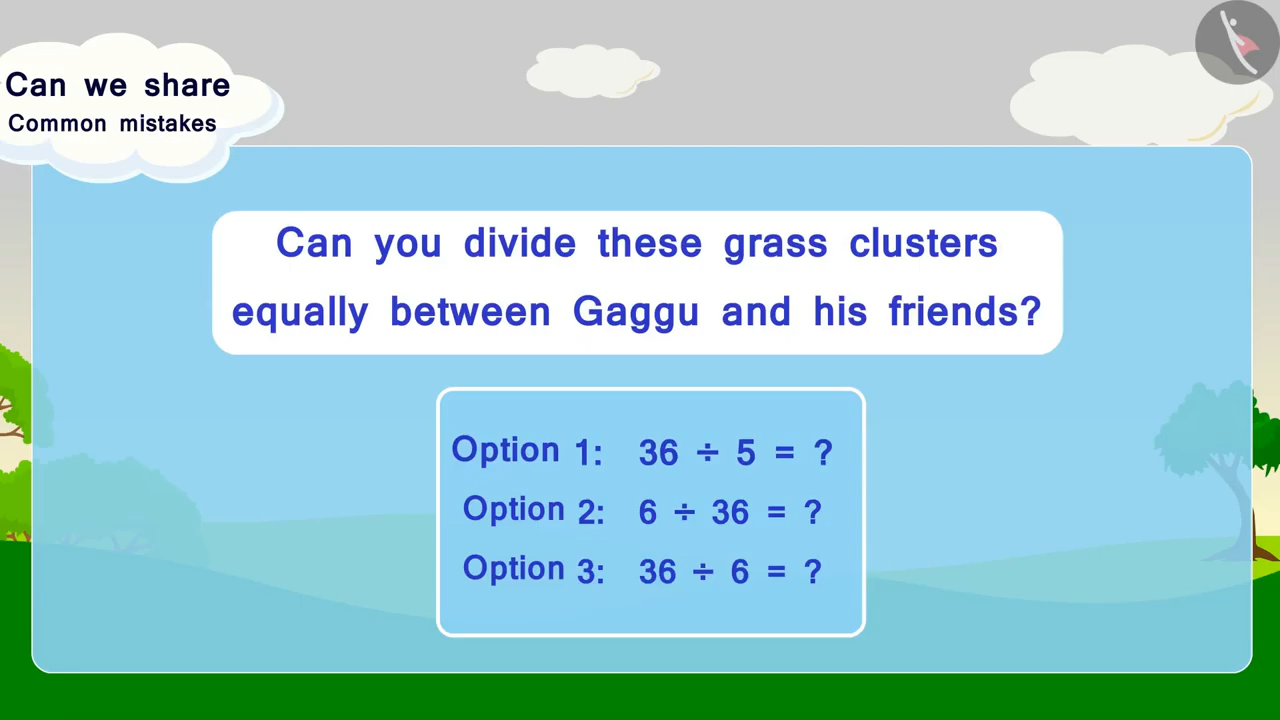 Can we share
Common mistakes
Can you divide these grass clusters
equally between Gaggu and his friends?
Option 1: 36 ÷ 5 = ?
Option 2: 6 ÷ 36 = ?
Option 3: 36 ÷ 6 = ?